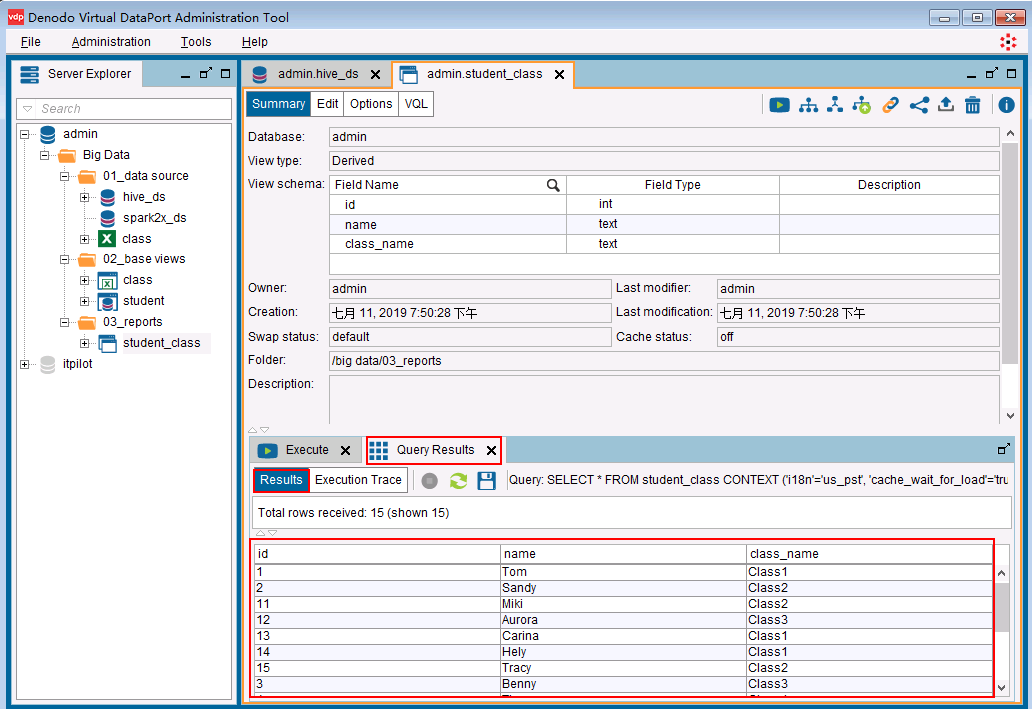 vdp Denodo Virtual DataPort Administration Tool
File Administration Tools Help
Server Explorer
Search
admin
Big Data
01_data source
hive_ds
spark2x_ds
class
02_base views
class
student
03_reports
student_class
itpilot
admin.hive_ds admin.student_class
Summary Edit Options VQL
Database: admin
View type: Derived
View schema: Field Name Field Type Description
id int
name text
class_name text
Owner: admin Last modifier: admin
Creation: 七月 11, 2019 7:50:28 下午 Last modification: 七月 11, 2019 7:50:28 下午
Swap status: default Cache status: off
Folder: /big data/03_reports
Description:
Execute Query Results
Results Execution Trace Query: SELECT * FROM student_class CONTEXT ('i18n'='us_pst', 'cache_wait_for_load'='tru
Total rows received: 15 (shown 15)
id name class_name
1 Tom Class1
2 Sandy Class2
11 Miki Class2
12 Aurora Class3
13 Carina Class1
14 Hely Class1
15 Tracy Class2
3 Benny Class3